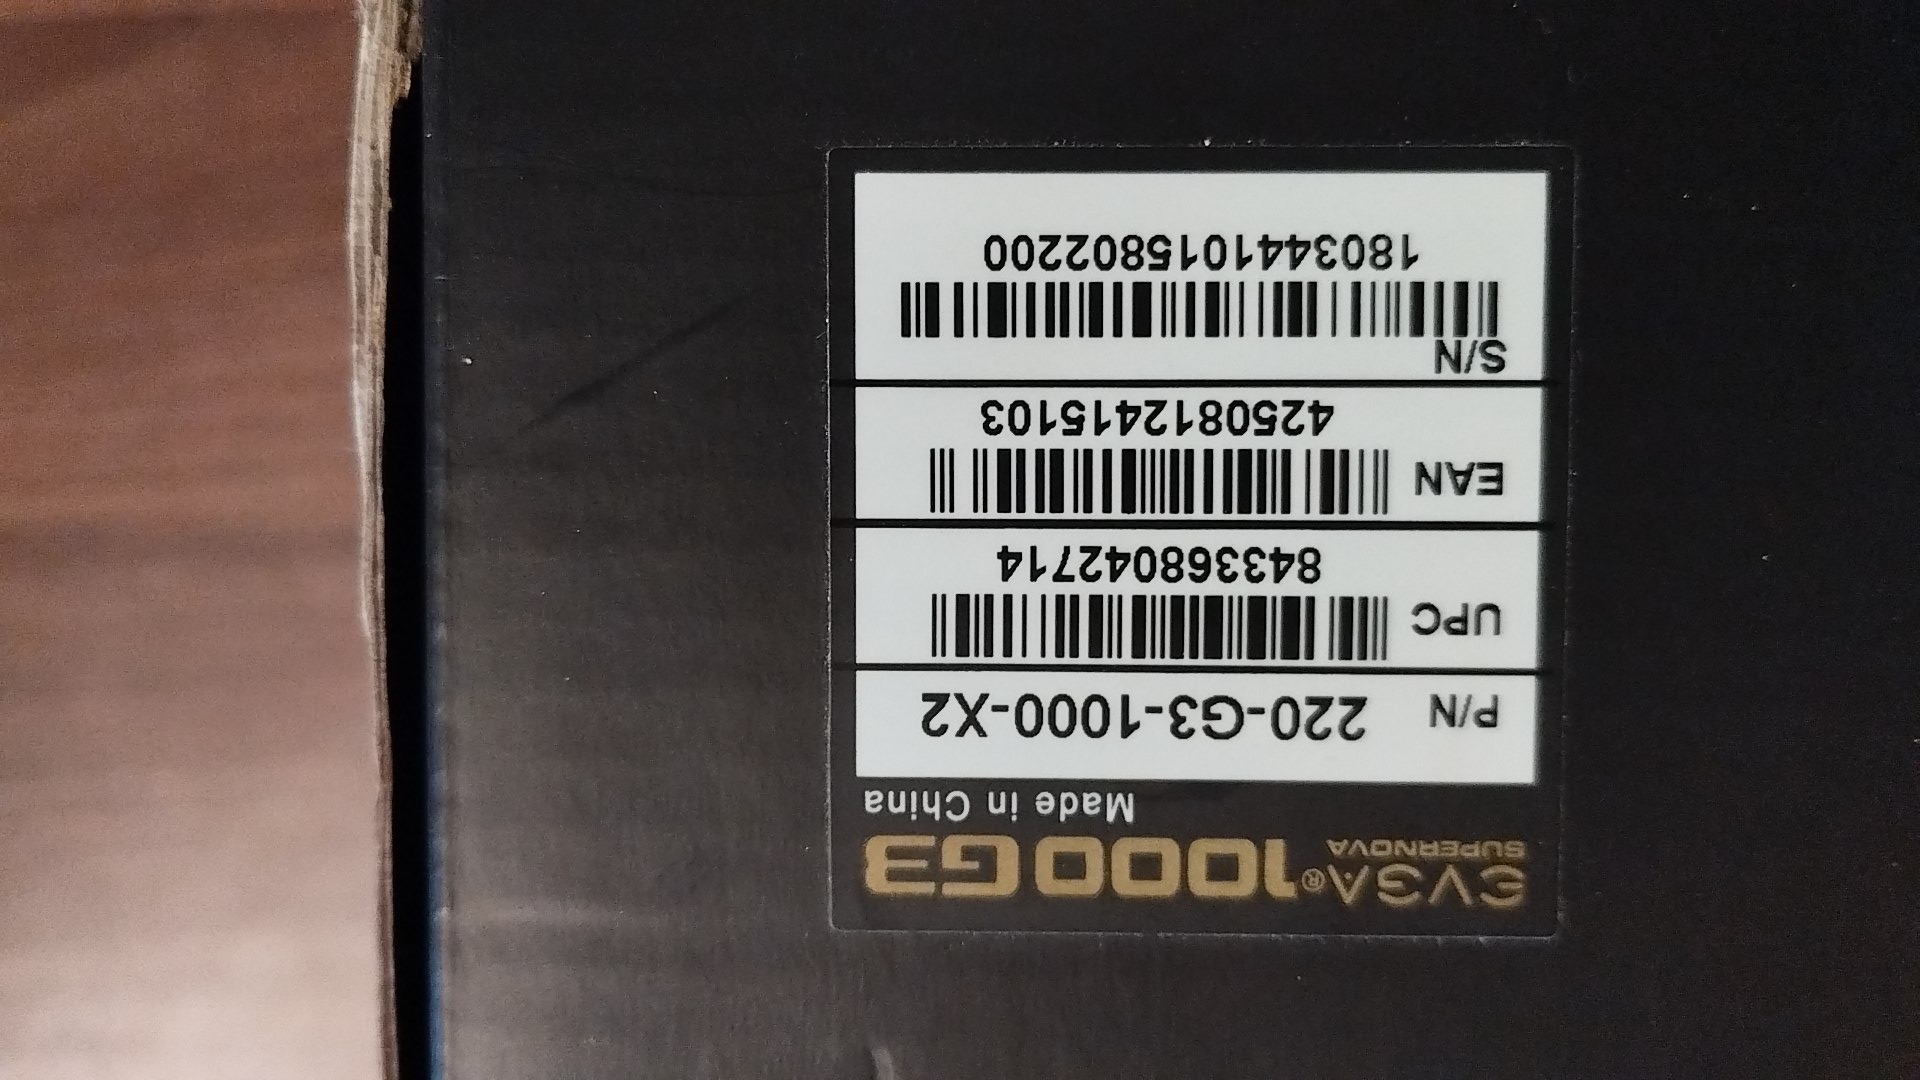 EVGA® 1000 G3
SUPERNOVA
Made in China
P/N 220-G3-1000-X2
UPC
843368042714
EAN
4250812415103
S/N
1803441015802200